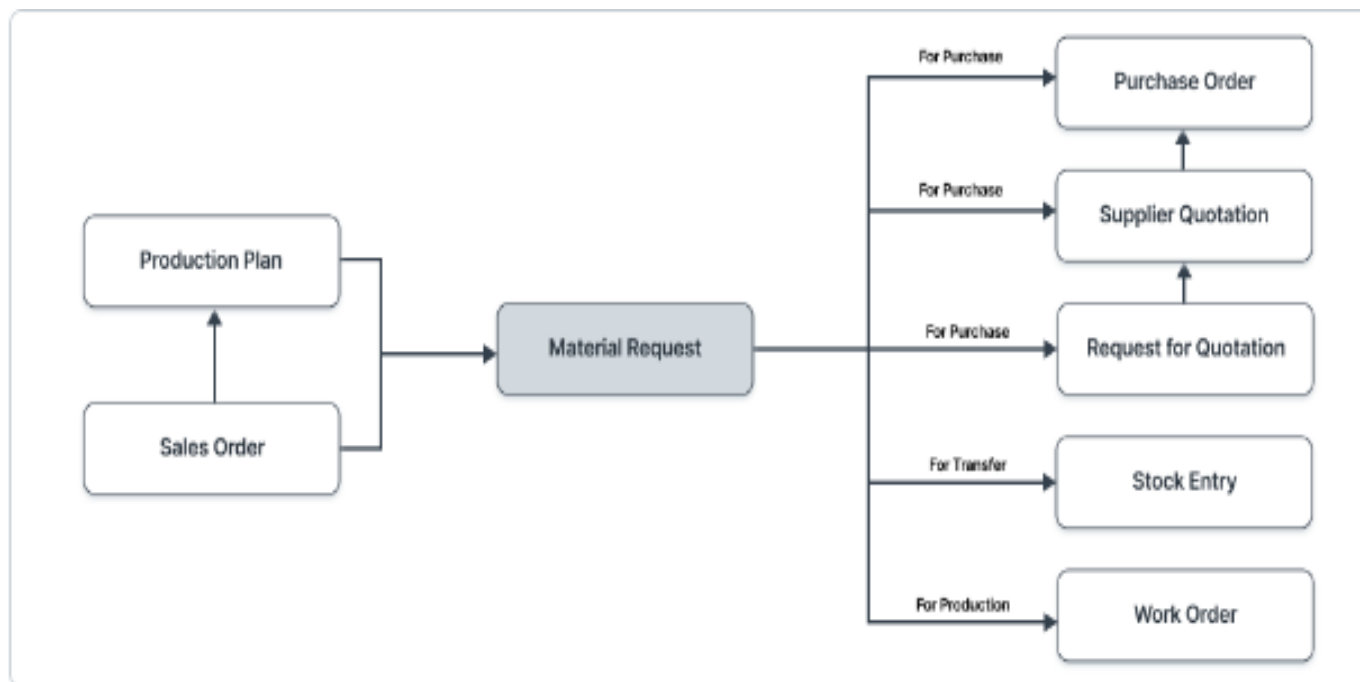 Production Plan
Sales Order
Material Request
For Purchase
Purchase Order
For Purchase
Supplier Quotation
For Purchase
Request for Quotation
For Transfer
Stock Entry
For Production
Work Order